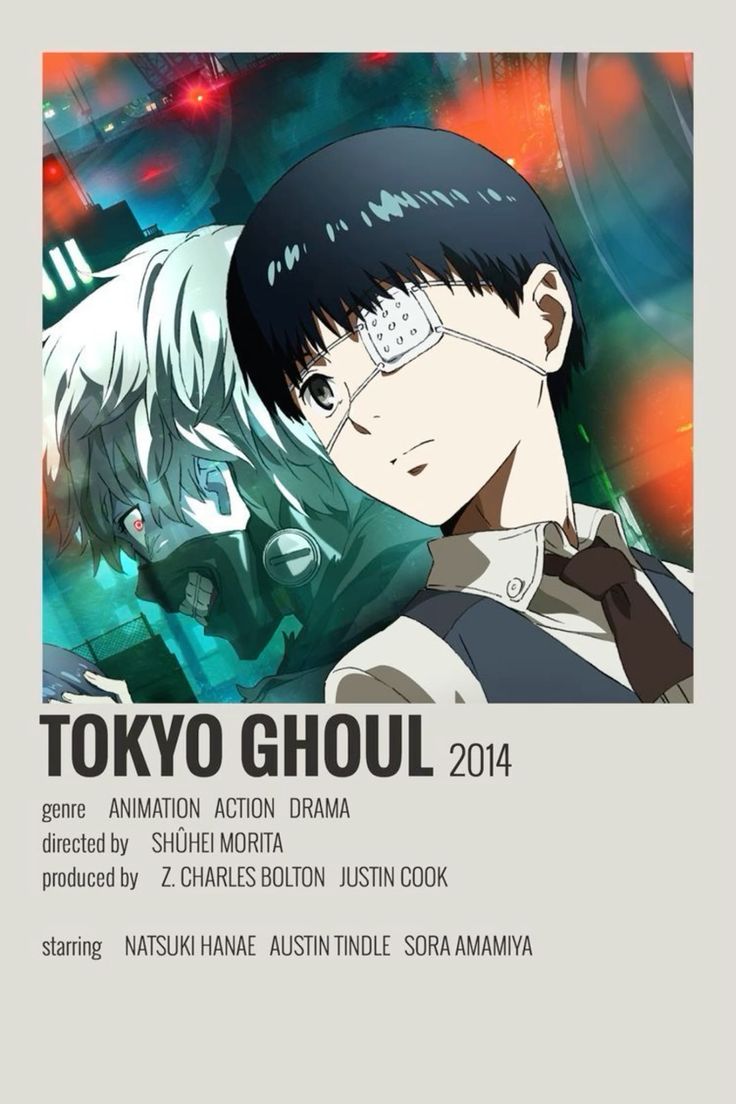 TOKYO GHOUL 2014
genre ANIMATION ACTION DRAMA
directed by SHÛHEI MORITA
produced by Z. CHARLES BOLTON JUSTIN COOK
starring NATSUKI HANAE AUSTIN TINDLE SORA AMAMIYA